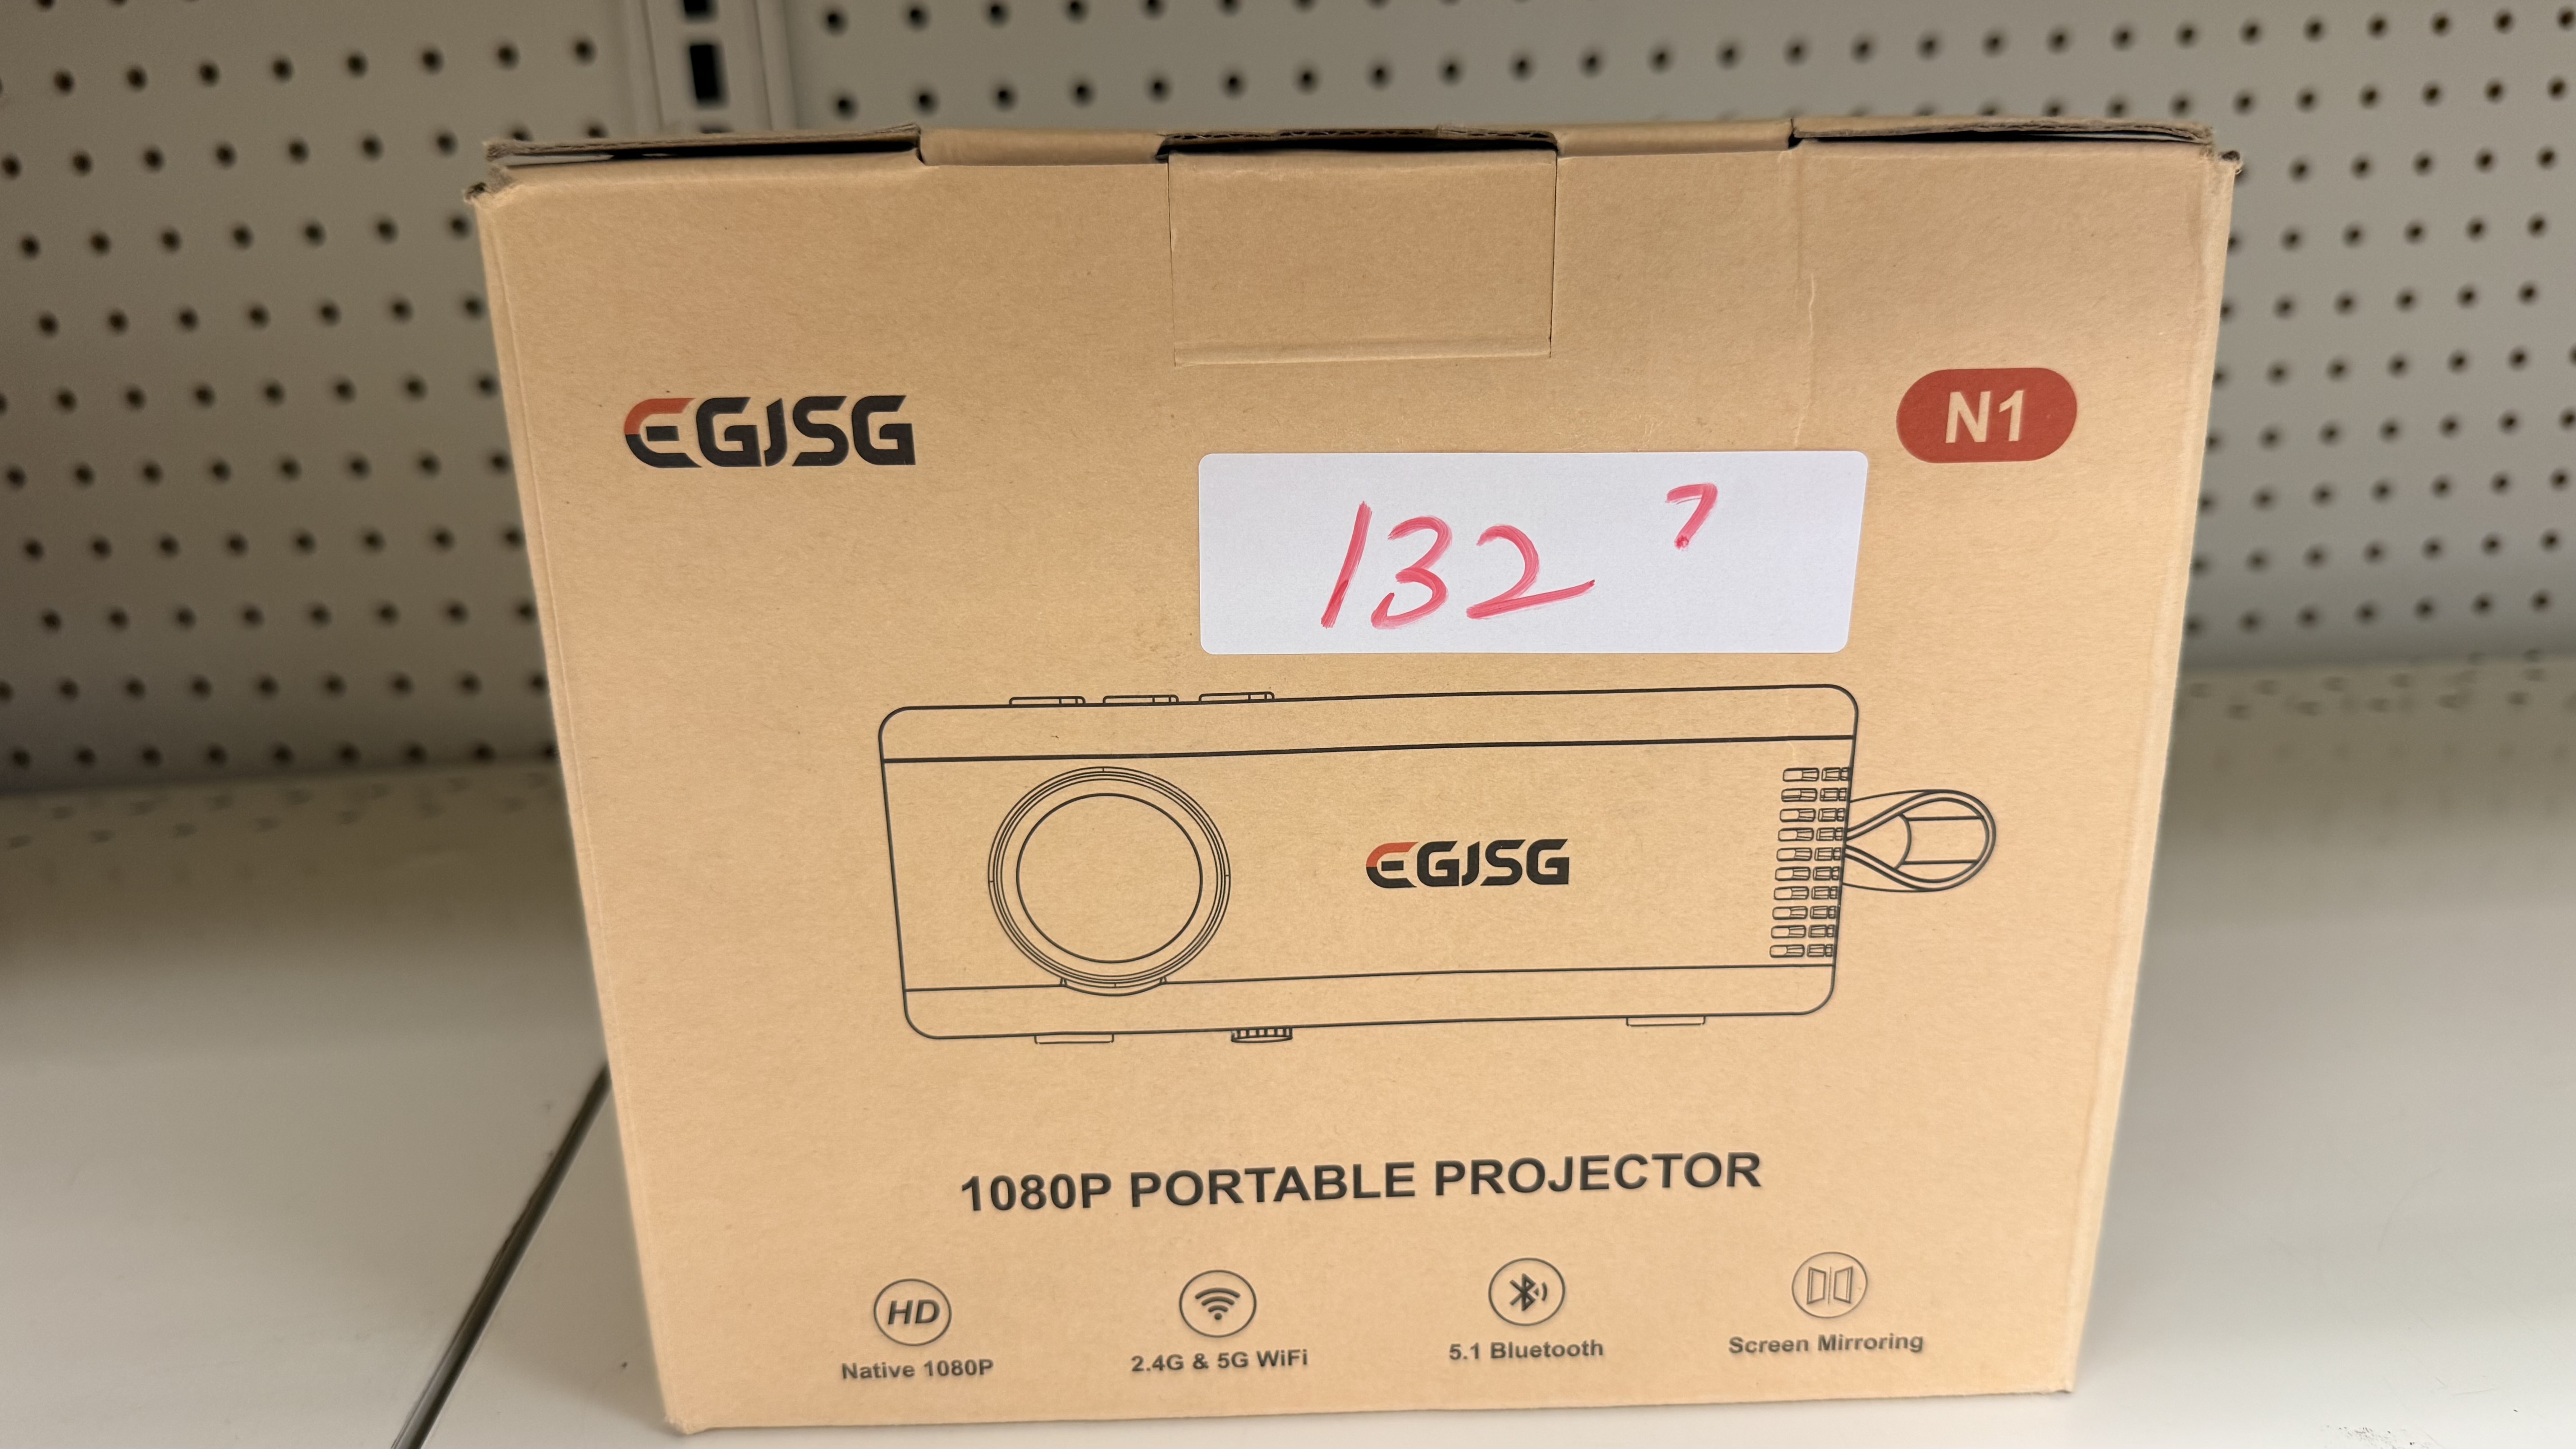 EGJSG
N1
132 7
EGJSG
1080P PORTABLE PROJECTOR
HD
Native 1080P
2.4G & 5G WiFi
5.1 Bluetooth
Screen Mirroring